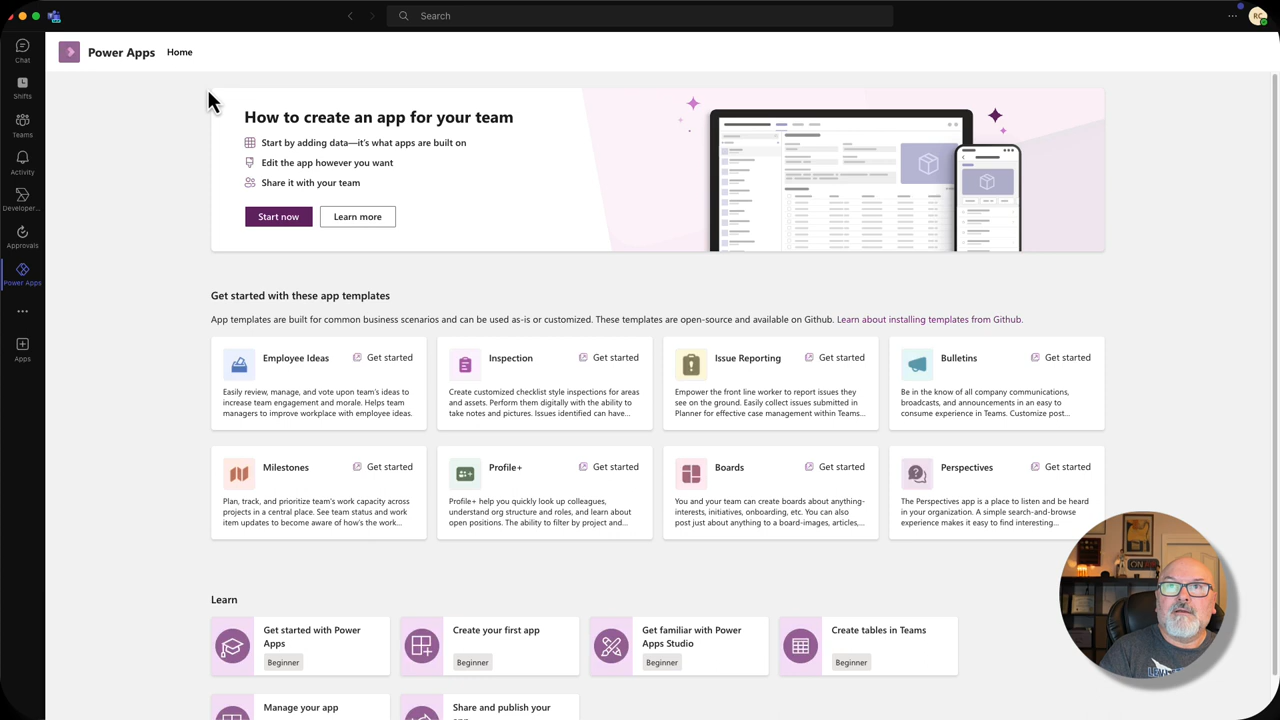 Search
RC
Chat
Shifts
Teams
Activity
Developer...
Approvals
Power Apps
Apps
Power Apps
Home
How to create an app for your team
Start by adding data—it's what apps are built on
Edit the app however you want
Share it with your team
Start now
Learn more
Get started with these app templates
App templates are built for common business scenarios and can be used as-is or customized. These templates are open-source and available on Github. Learn about installing templates from Github.
Employee Ideas
Get started
Easily review, manage, and vote upon team's ideas to
increase team engagement and morale. Helps team
managers to improve workplace with employee ideas.
Inspection
Get started
Create customized checklist style inspections for areas
and assets. Perform them digitally with the ability to
take notes and pictures. Issues identified can have...
Issue Reporting
Get started
Empower the front line worker to report issues they
see on the ground. Easily collect issues submitted in
Planner for effective case management within Teams...
Bulletins
Get started
Be in the know of all company communications,
broadcasts, and announcements in an easy to
consume experience in Teams. Customize post...
Milestones
Get started
Plan, track, and prioritize team's work capacity across
projects in a central place. See team status and work
item updates to become aware of how's the work...
Profile+
Get started
Profile+ help you quickly look up colleagues,
understand org structure and roles, and learn about
open positions. The ability to filter by project and...
Boards
Get started
You and your team can create boards about anything-
interests, initiatives, onboarding, etc. You can also
post just about anything to a board-images, articles,...
Perspectives
Get started
The Perspectives app is a place to listen and be heard
in your organization. A simple search-and-browse
experience makes it easy to find interesting...
Learn
Get started with Power
Apps
Beginner
Create your first app
Beginner
Get familiar with Power
Apps Studio
Beginner
Create tables in Teams
Beginner
Manage your app
Share and publish your